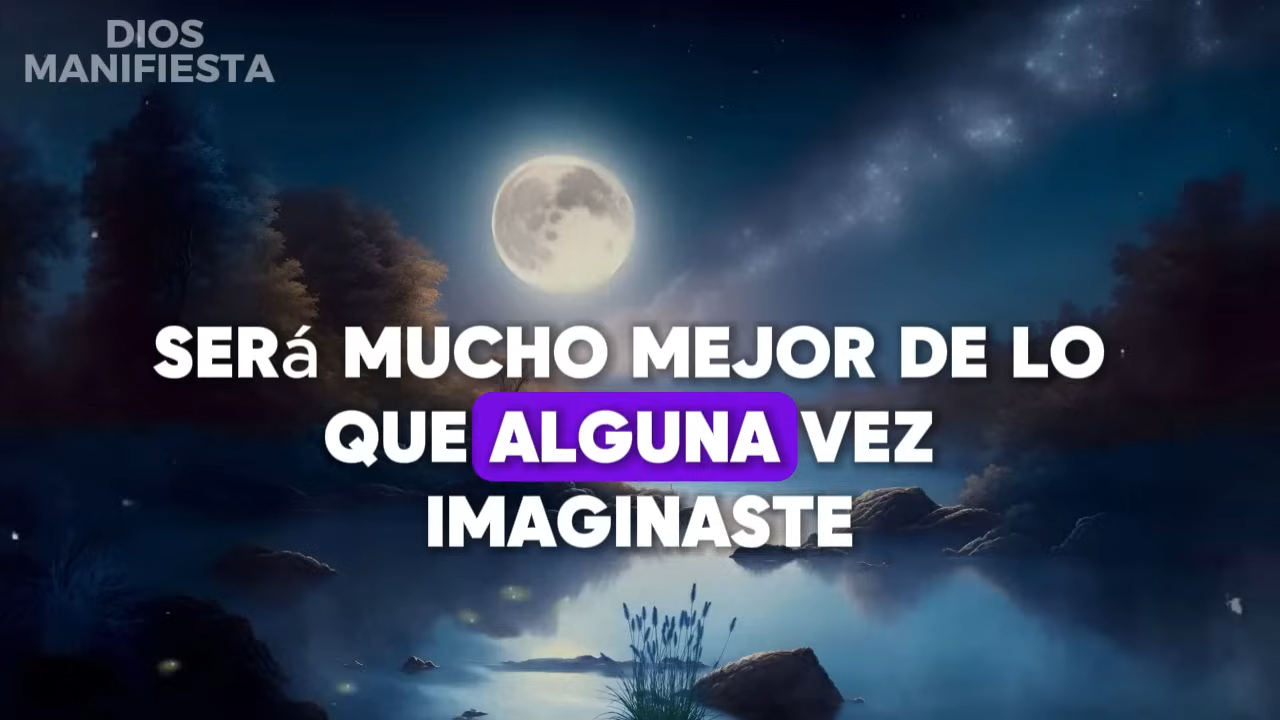 DIOS
MANIFIESTA
SERá MUCHO MEJOR DE LO
QUE ALGUNA VEZ
IMAGINASTE